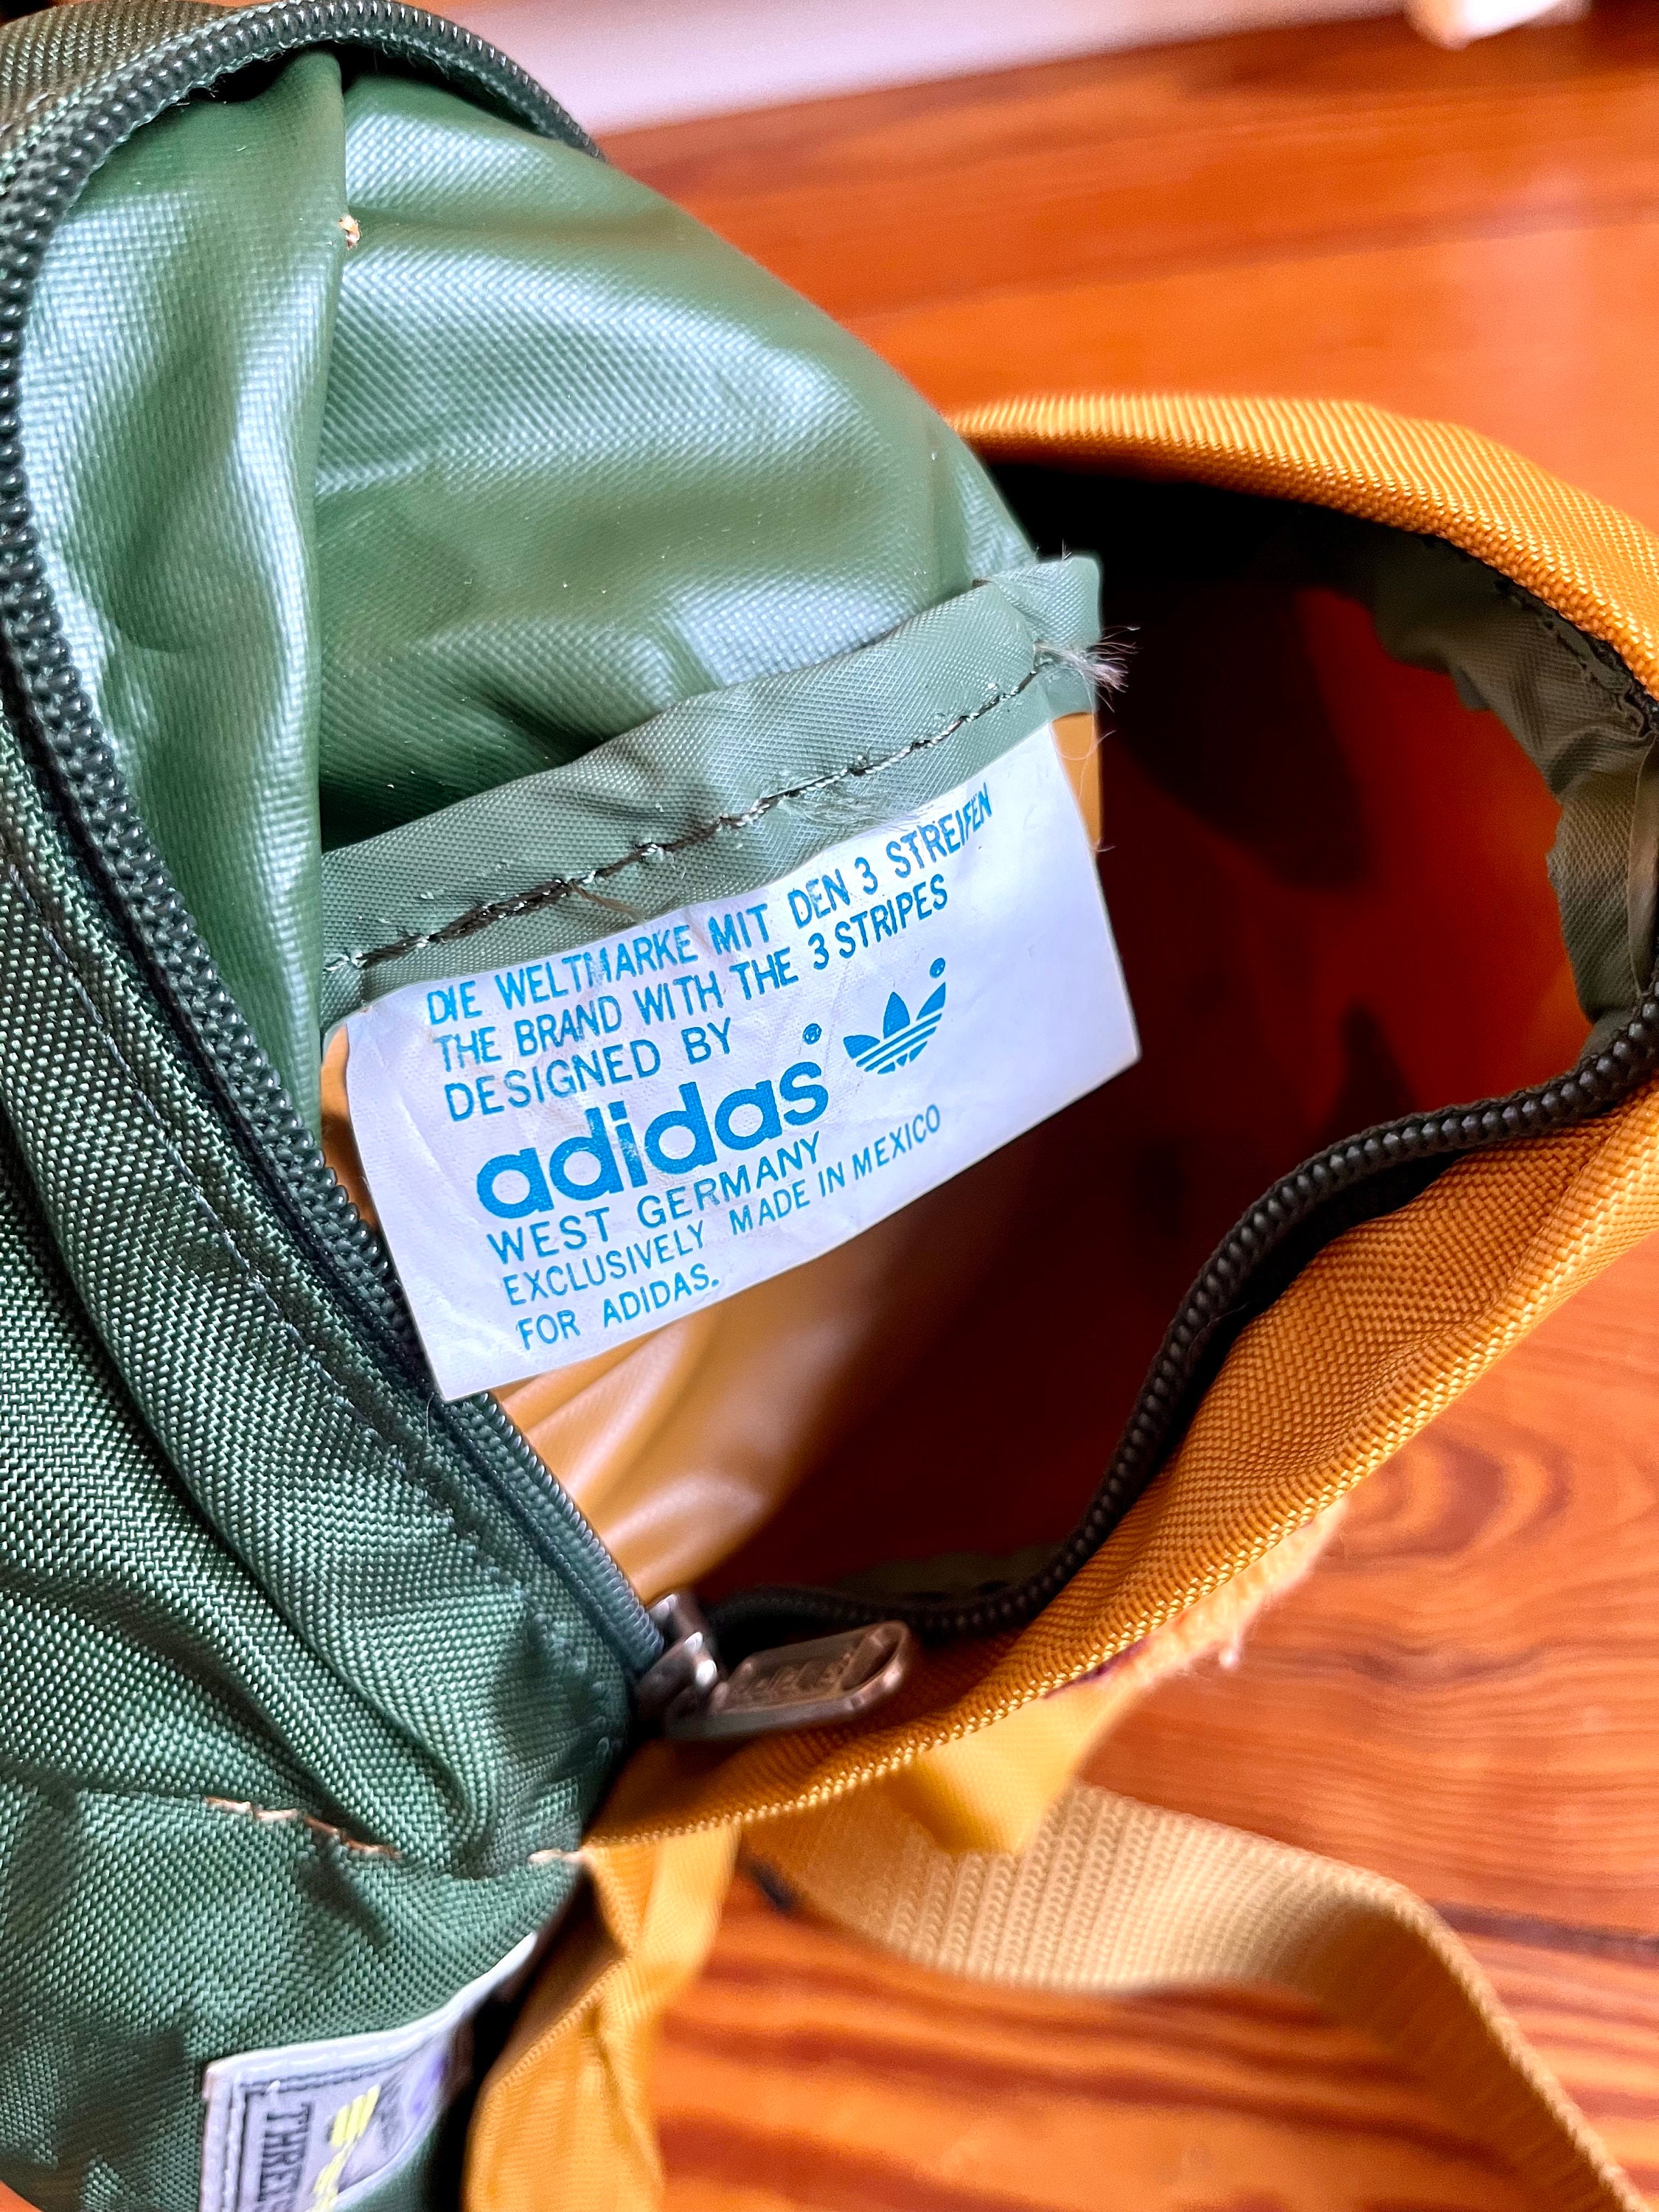 DIE WELTMARKE MIT DEN 3 STREIFEN
THE BRAND WITH THE 3 STRIPES
DESIGNED BY
adidas
WEST GERMANY
EXCLUSIVELY MADE IN MEXICO
FOR ADIDAS.